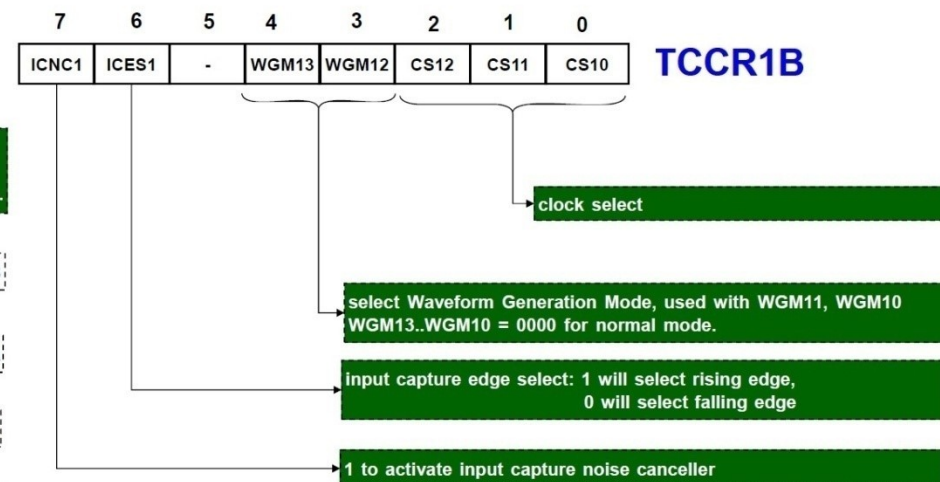 7 6 5 4 3 2 1 0
ICNC1 ICES1 - WGM13 WGM12 CS12 CS11 CS10 TCCR1B
clock select
select Waveform Generation Mode, used with WGM11, WGM10
WGM13..WGM10 = 0000 for normal mode.
input capture edge select: 1 will select rising edge,
0 will select falling edge
1 to activate input capture noise canceller